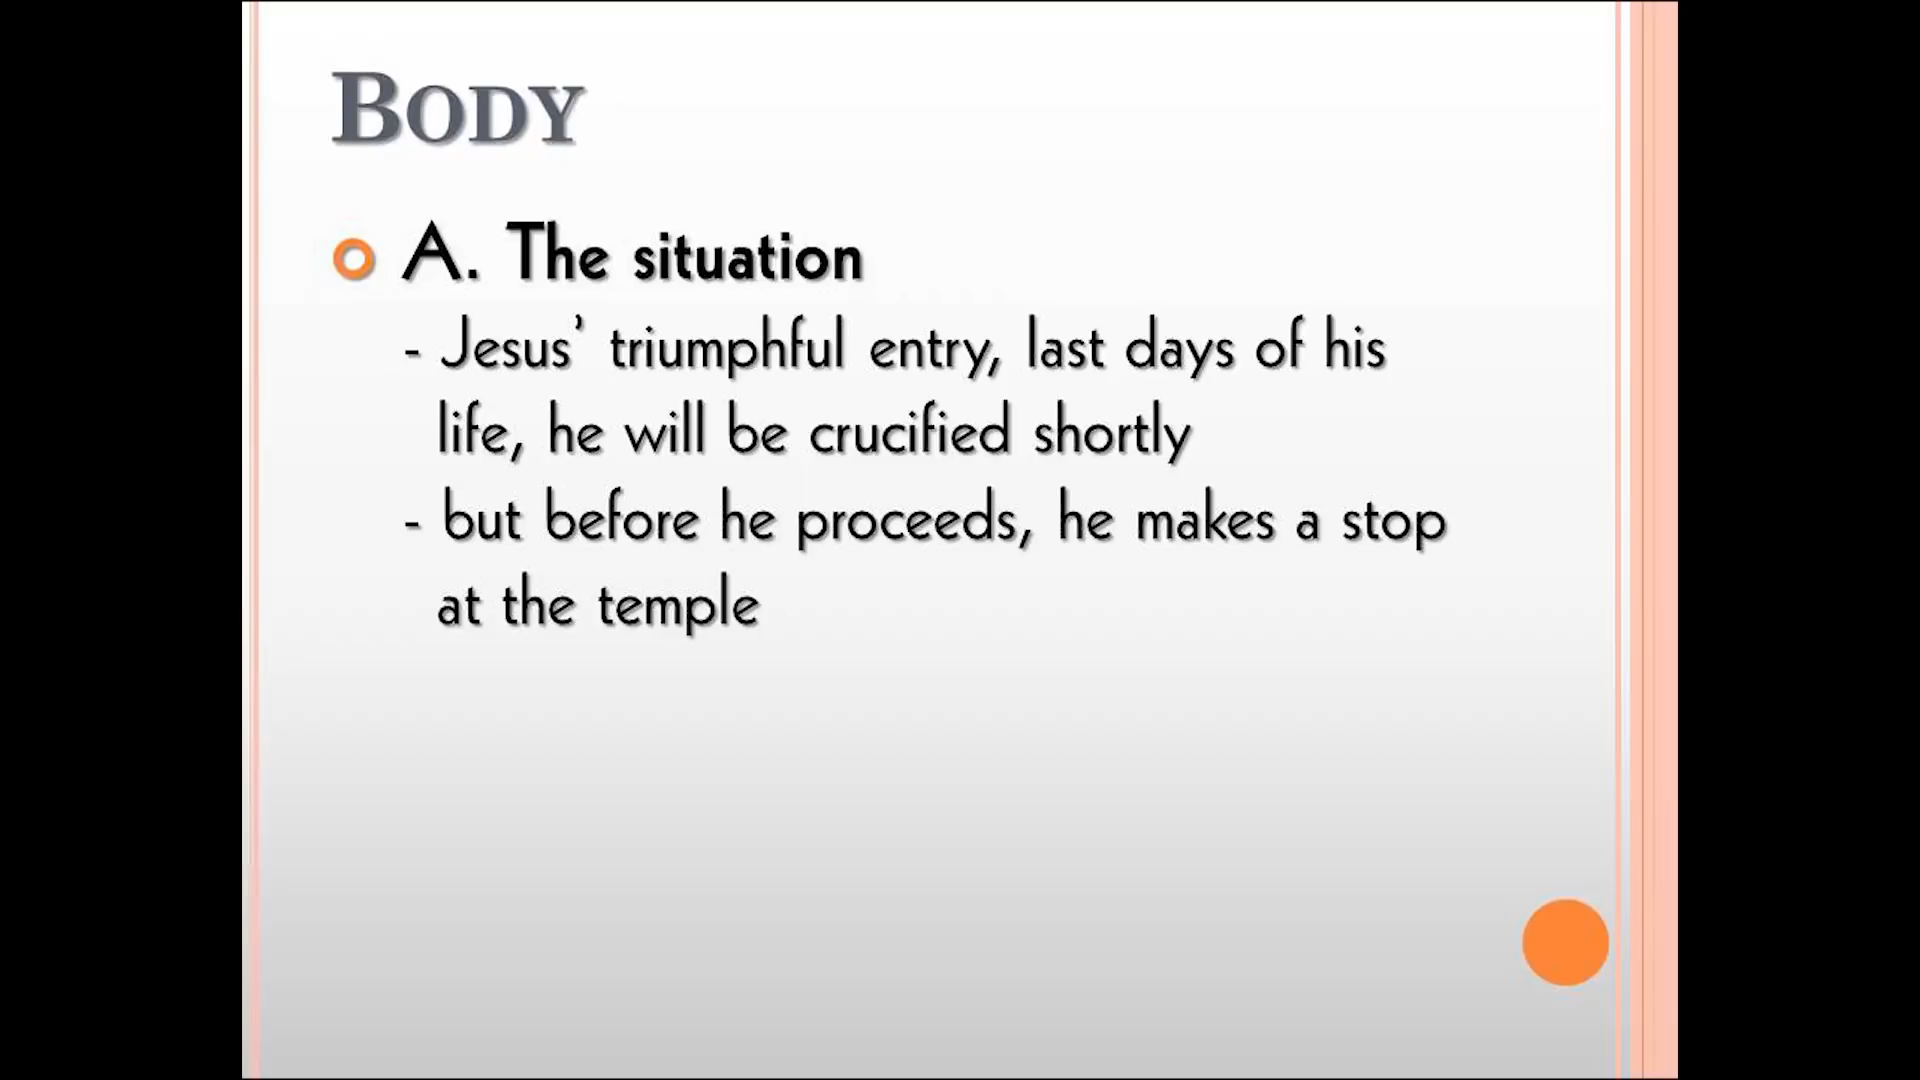 BODY
A. The situation
- Jesus’ triumphful entry, last days of his
life, he will be crucified shortly
- but before he proceeds, he makes a stop
at the temple